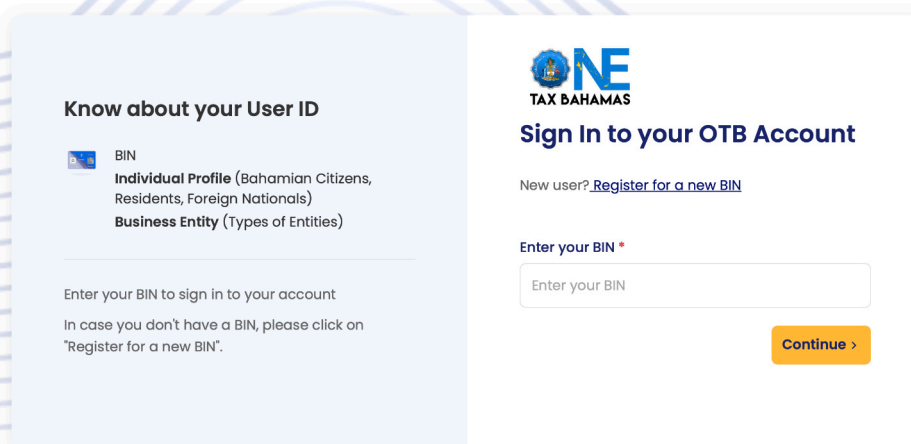 Know about your User ID
BIN
Individual Profile (Bahamian Citizens,
Residents, Foreign Nationals)
Business Entity (Types of Entities)
Enter your BIN to sign in to your account
In case you don't have a BIN, please click on
"Register for a new BIN".
ONE
TAX BAHAMAS
Sign In to your OTB Account
New user? Register for a new BIN
Enter your BIN *
Enter your BIN
Continue >